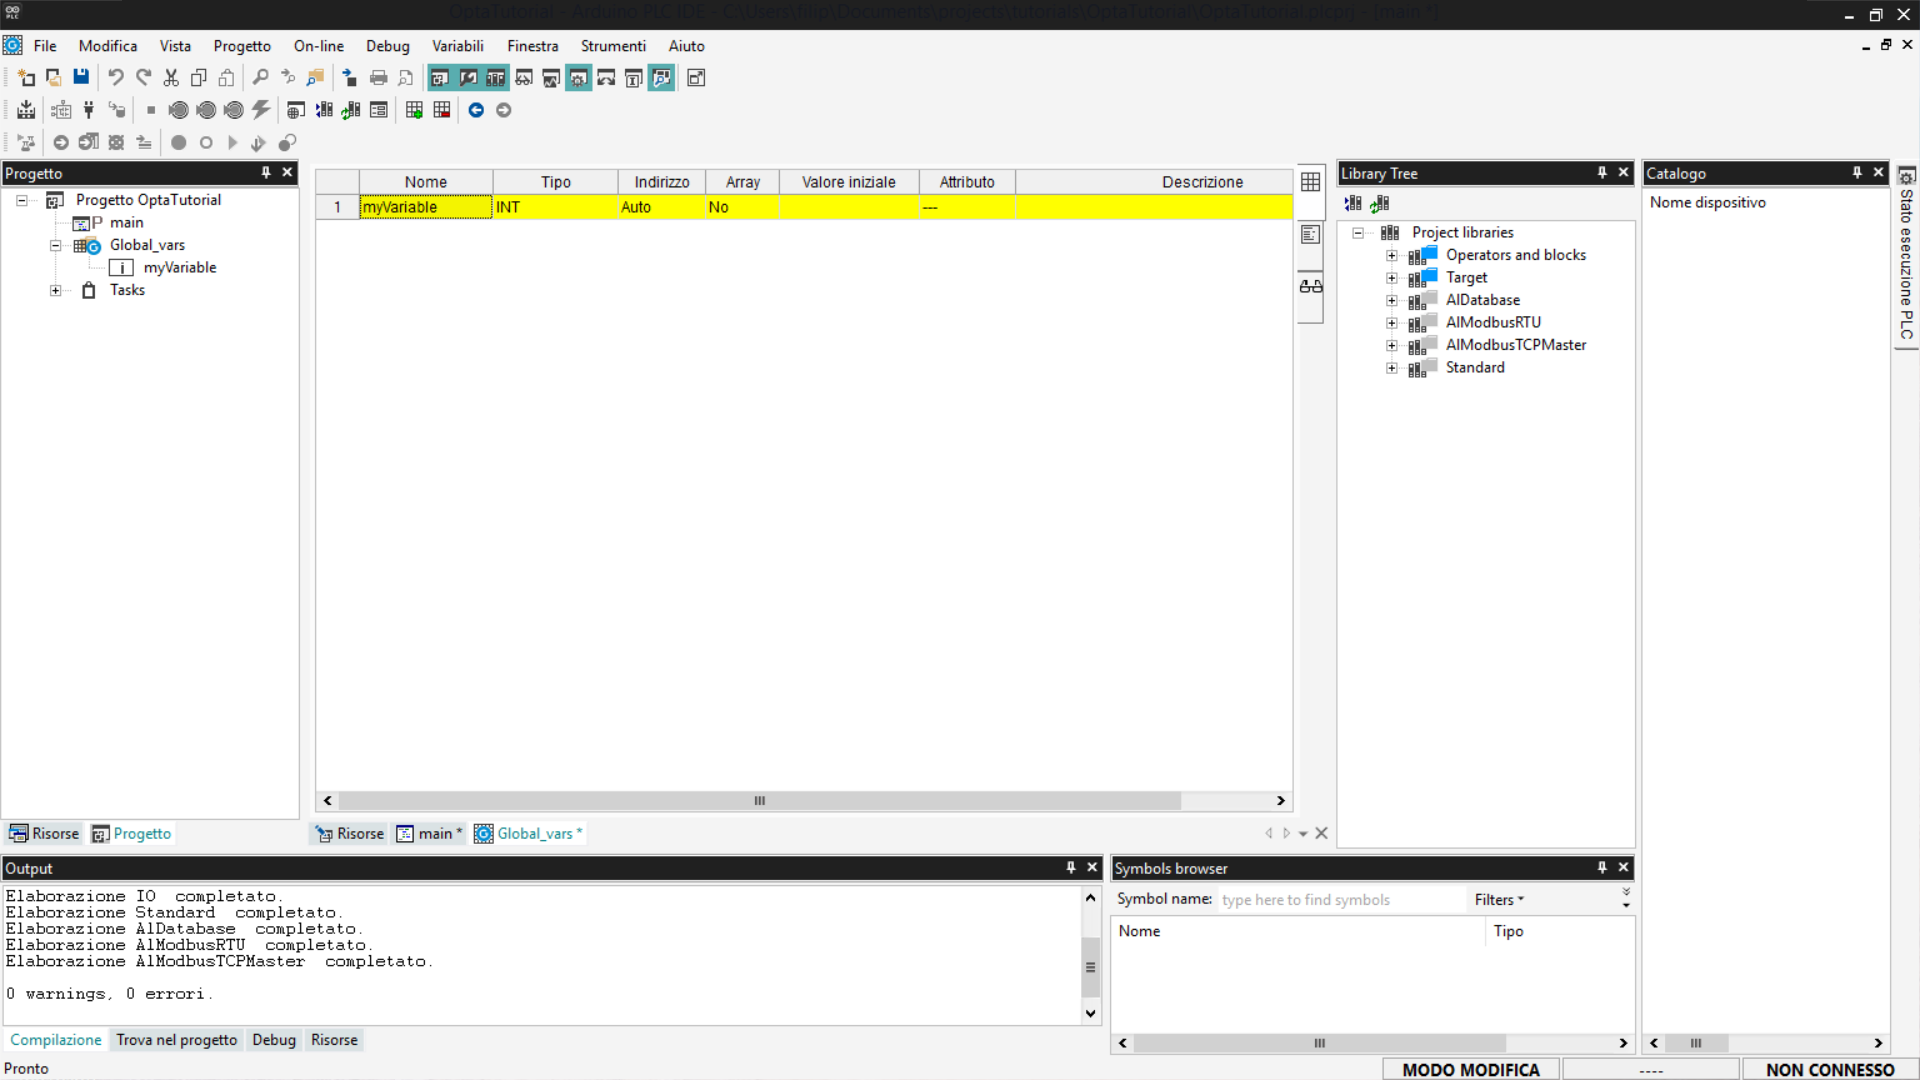 OptaTutorial - Arduino PLC IDE - C:\Users\filip\Documents\projects\tutorials\OptaTutorial\OptaTutorial.plcprj - [main *]
File Modifica Vista Progetto On-line Debug Variabili Finestra Strumenti Aiuto
Progetto
Progetto OptaTutorial
main
Global_vars
myVariable
Tasks
Risorse Progetto
Nome Tipo Indirizzo Array Valore iniziale Attributo Descrizione
1 myVariable INT Auto No ---
Risorse main * Global_vars *
Library Tree
Project libraries
Operators and blocks
Target
AlDatabase
AlModbusRTU
AlModbusTCPMaster
Standard
Catalogo
Nome dispositivo
Stato esecuzione PLC
Output
Elaborazione IO completato.
Elaborazione Standard completato.
Elaborazione AlDatabase completato.
Elaborazione AlModbusRTU completato.
Elaborazione AlModbusTCPMaster completato.
0 warnings, 0 errori.
Compilazione Trova nel progetto Debug Risorse
Symbols browser
Symbol name: type here to find symbols Filters
Nome Tipo
Pronto
MODO MODIFICA ---- NON CONNESSO